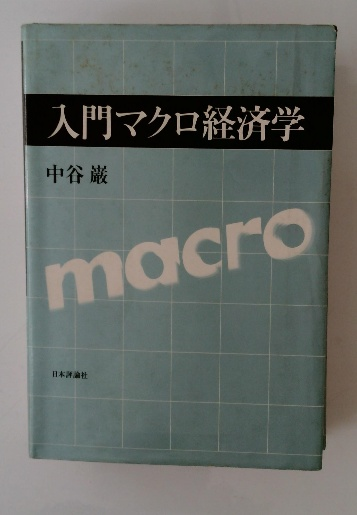 入門マクロ経済学
中谷 巌
macro
日本評論社